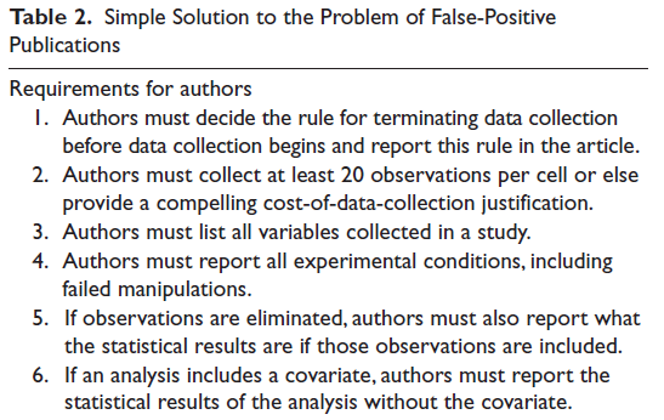 Table 2. Simple Solution to the Problem of False-Positive
Publications
Requirements for authors
1. Authors must decide the rule for terminating data collection
before data collection begins and report this rule in the article.
2. Authors must collect at least 20 observations per cell or else
provide a compelling cost-of-data-collection justification.
3. Authors must list all variables collected in a study.
4. Authors must report all experimental conditions, including
failed manipulations.
5. If observations are eliminated, authors must also report what
the statistical results are if those observations are included.
6. If an analysis includes a covariate, authors must report the
statistical results of the analysis without the covariate.